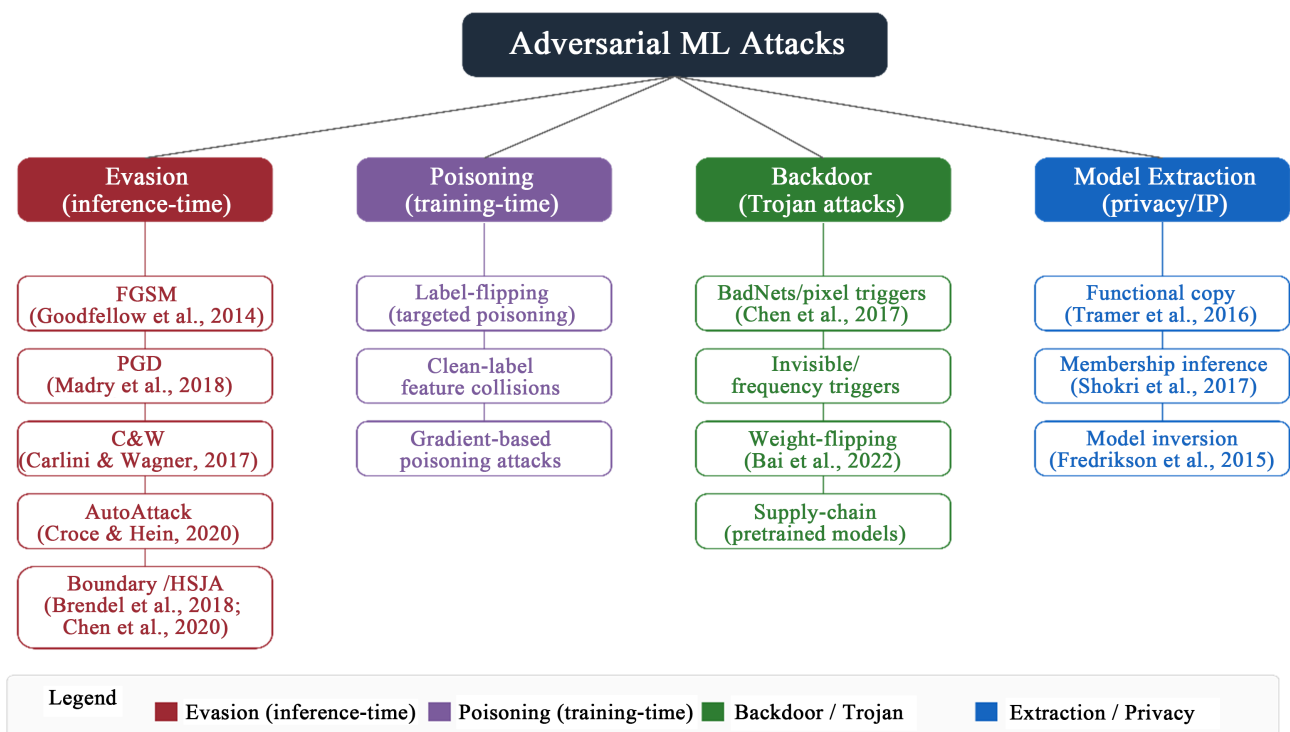 Adversarial ML Attacks
Evasion
(inference-time)
FGSM
(Goodfellow et al., 2014)
PGD
(Madry et al., 2018)
C&W
(Carlini & Wagner, 2017)
AutoAttack
(Croce & Hein, 2020)
Boundary /HSJA
(Brendel et al., 2018;
Chen et al., 2020)
Poisoning
(training-time)
Label-flipping
(targeted poisoning)
Clean-label
feature collisions
Gradient-based
poisoning attacks
Backdoor
(Trojan attacks)
BadNets/pixel triggers
(Chen et al., 2017)
Invisible/
frequency triggers
Weight-flipping
(Bai et al., 2022)
Supply-chain
(pretrained models)
Model Extraction
(privacy/IP)
Functional copy
(Tramer et al., 2016)
Membership inference
(Shokri et al., 2017)
Model inversion
(Fredrikson et al., 2015)
Legend
Evasion (inference-time)
Poisoning (training-time)
Backdoor / Trojan
Extraction / Privacy